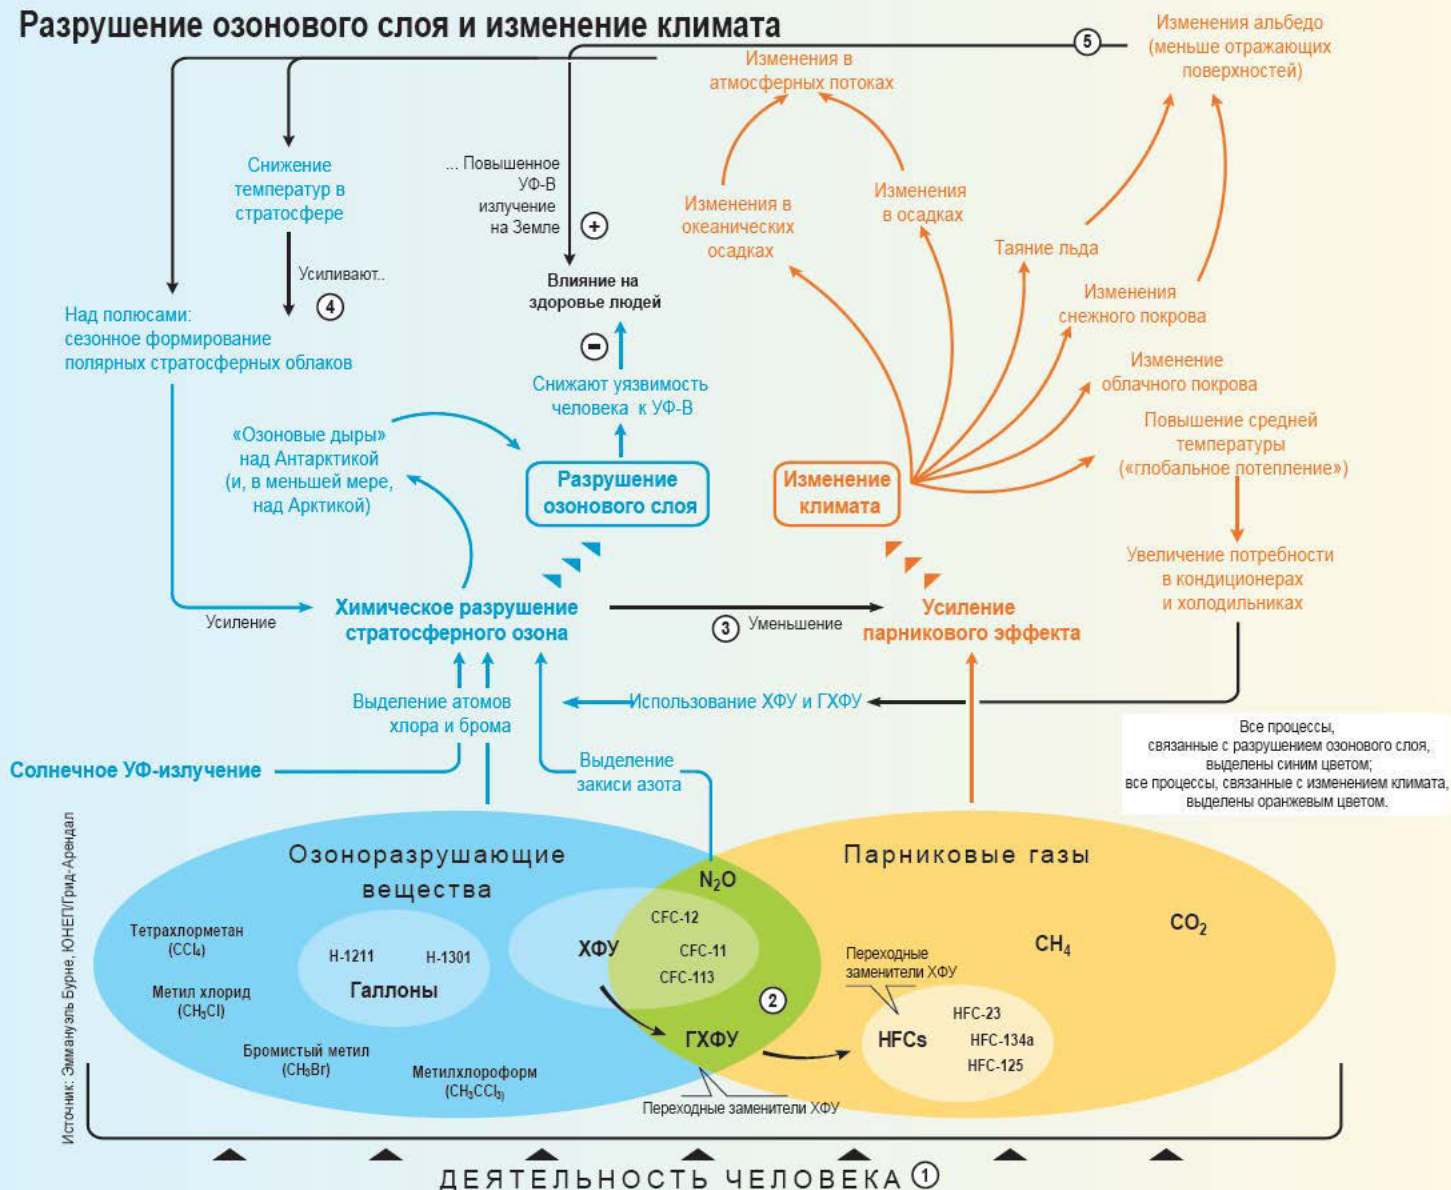 Разрушение озонового слоя и изменение климата
5
Изменения альбедо
(меньше отражающих
поверхностей)
Изменения в
атмосферных потоках
Снижение
температур в
стратосфере
... Повышенное
УФ-В
излучение
на Земле
+
Изменения в
океанических
осадках
Изменения
в осадках
Таяние льда
Усиливают..
4
Влияние на
здоровье людей
Изменения
снежного покрова
Над полюсами:
сезонное формирование
полярных стратосферных облаков
–
Изменение
облачного покрова
Снижают уязвимость
человека к УФ-В
Повышение средней
температуры
(«глобальное потепление»)
«Озоновые дыры»
над Антарктикой
(и, в меньшей мере,
над Арктикой)
Разрушение
озонового слоя
Изменение
климата
Увеличение потребности
в кондиционерах
и холодильниках
Усиление
Химическое разрушение
стратосферного озона
3
Уменьшение
Усиление
парникового эффекта
Выделение атомов
хлора и брома
Использование ХФУ и ГХФУ
Все процессы,
связанные с разрушением озонового слоя,
выделены синим цветом;
все процессы, связанные с изменением климата,
выделены оранжевым цветом.
Солнечное УФ-излучение
Выделение
закиси азота
Источник: Эммануэль Бурне, ЮНЕП/Грид-Арендал
Озоноразрушающие
вещества
Парниковые газы
N₂O
Тетрахлорметан
(CCl₄)
H-1211
H-1301
Галлоны
Метил хлорид
(CH₃Cl)
Бромистый метил
(CH₃Br)
Метилхлороформ
(CH₃CCl₃)
ХФУ
CFC-12
CFC-11
CFC-113
2
ГХФУ
Переходные заменители ХФУ
CH₄
CO₂
Переходные
заменители ХФУ
HFCs
HFC-23
HFC-134a
HFC-125
ДЕЯТЕЛЬНОСТЬ ЧЕЛОВЕКА 1